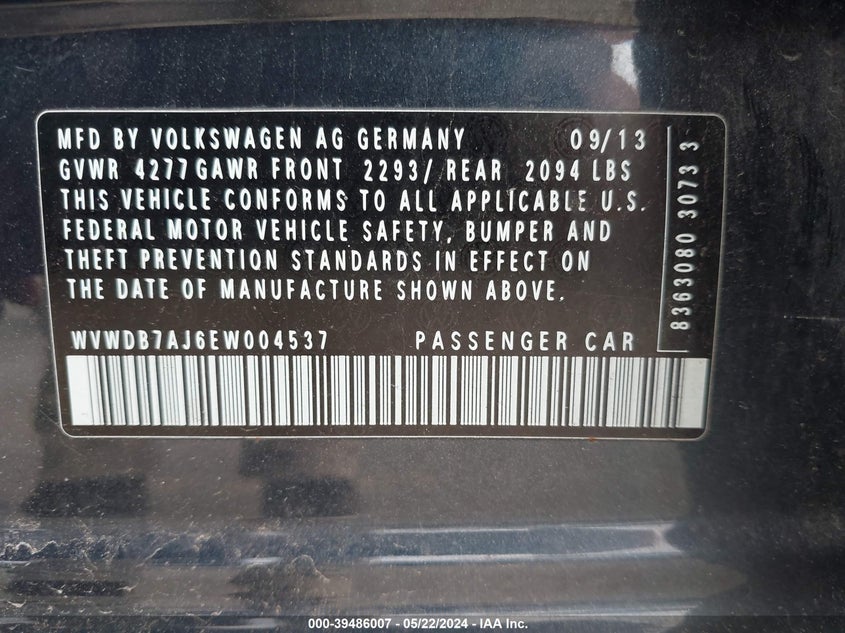 MFD BY VOLKSWAGEN AG GERMANY 09/13
GVWR 4277 GAWR FRONT 2293/ REAR 2094 LBS
THIS VEHICLE CONFORMS TO ALL APPLICABLE U.S.
FEDERAL MOTOR VEHICLE SAFETY, BUMPER AND
THEFT PREVENTION STANDARDS IN EFFECT ON
THE DATE OF MANUFACTURE SHOWN ABOVE.
WVWDB7AJ6EW004537 PASSENGER CAR
8363080 3073 3
000-39486007 - 05/22/2024 - IAA Inc.